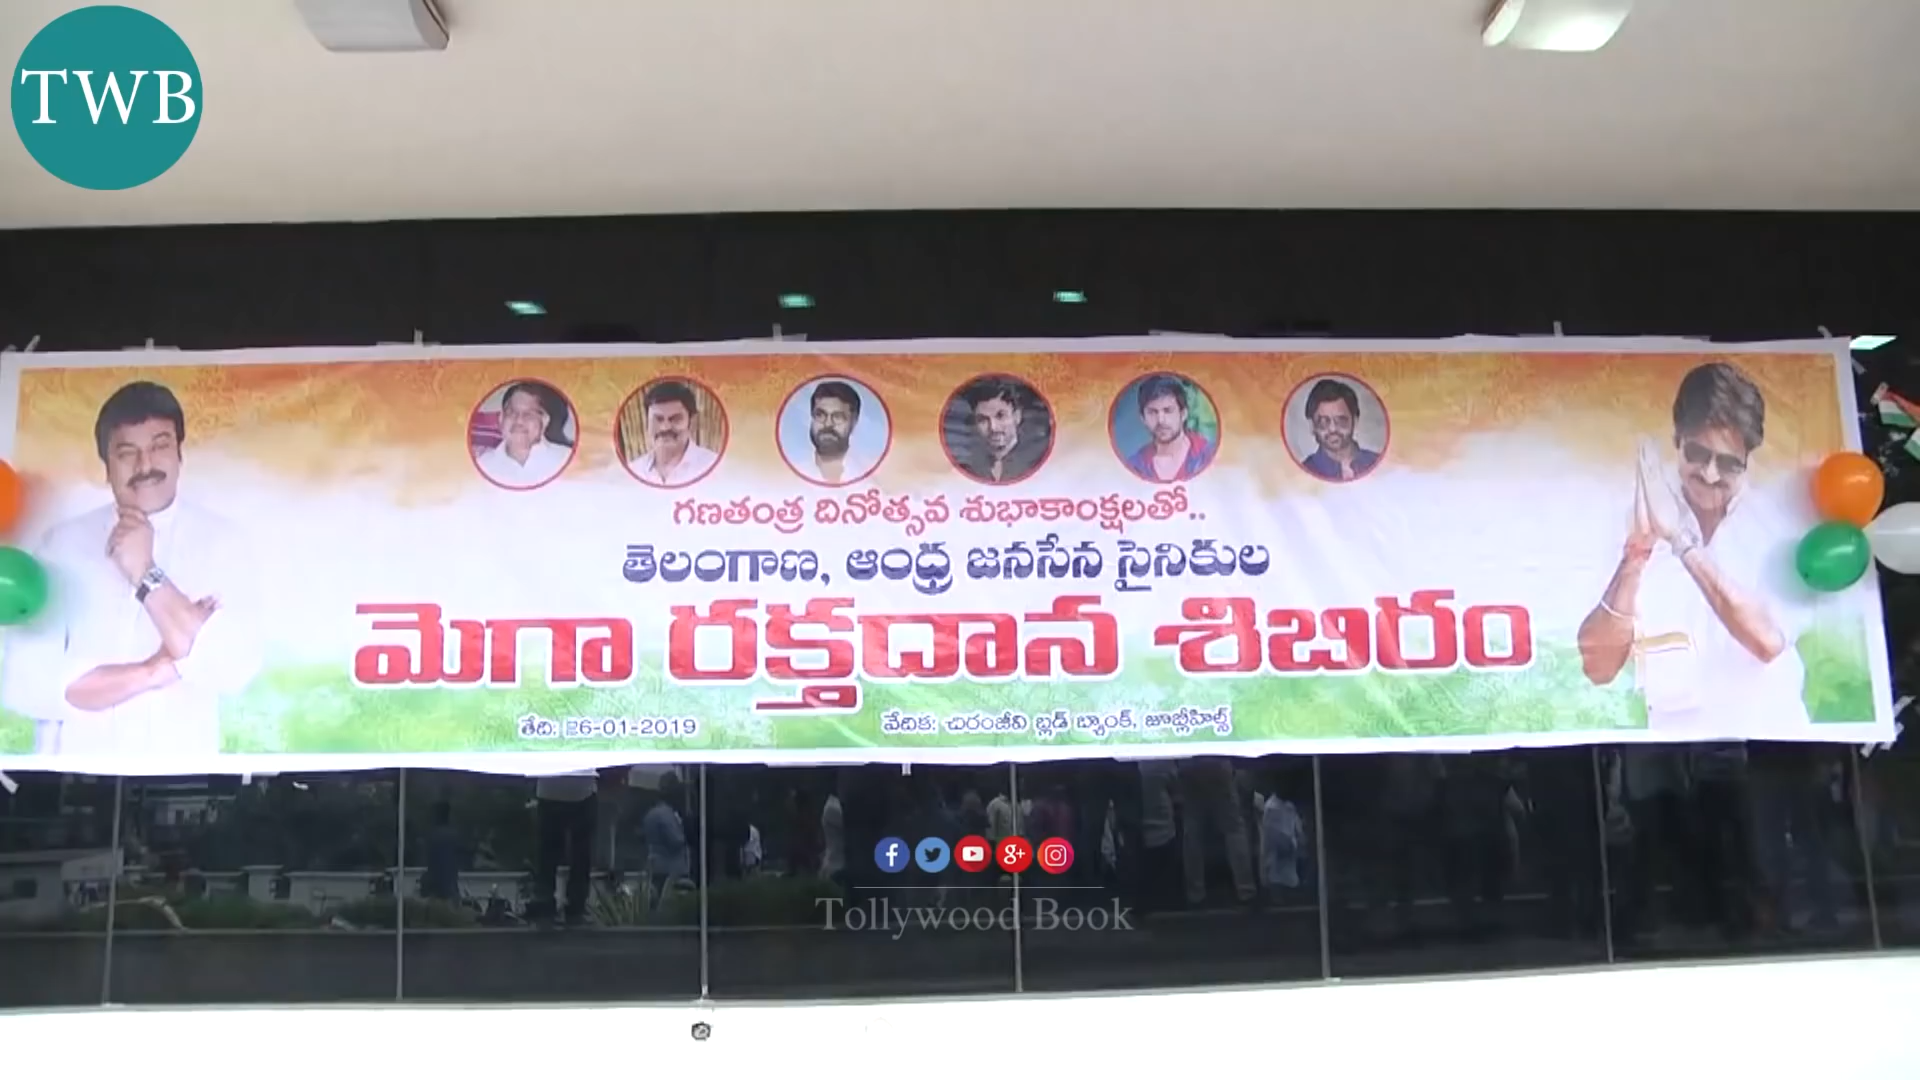 TWB
గణతంత్ర దినోత్సవ శుభాకాంక్షలతో..
తెలంగాణ, ఆంధ్ర జనసేన సైనికుల
మెగా రక్తదాన శిబిరం
తేది: 26-01-2019
వేదిక: చిరంజీవి బ్లడ్ బ్యాంక్, జూబ్లీహిల్స్
Tollywood Book